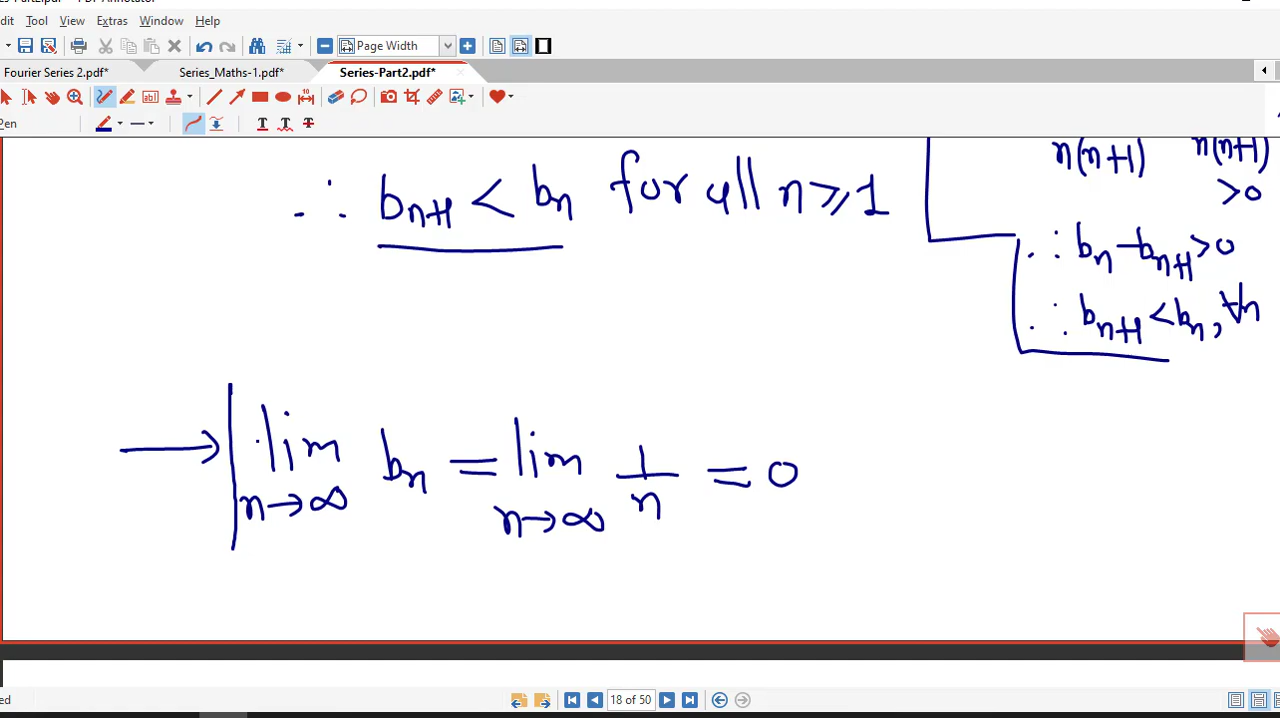 dit Tool View Extras Window Help
Page Width
Fourier Series 2.pdf* Series_Maths-1.pdf* Series-Part2.pdf*
Pen
∴ bn+1 < bn for all n ≥ 1
n(n+1) n(n+1)
>0
∴ bn - bn+1 > 0
∴ bn+1 < bn, ∀n
lim n→∞ bn = lim n→∞ 1/n = 0
18 of 50